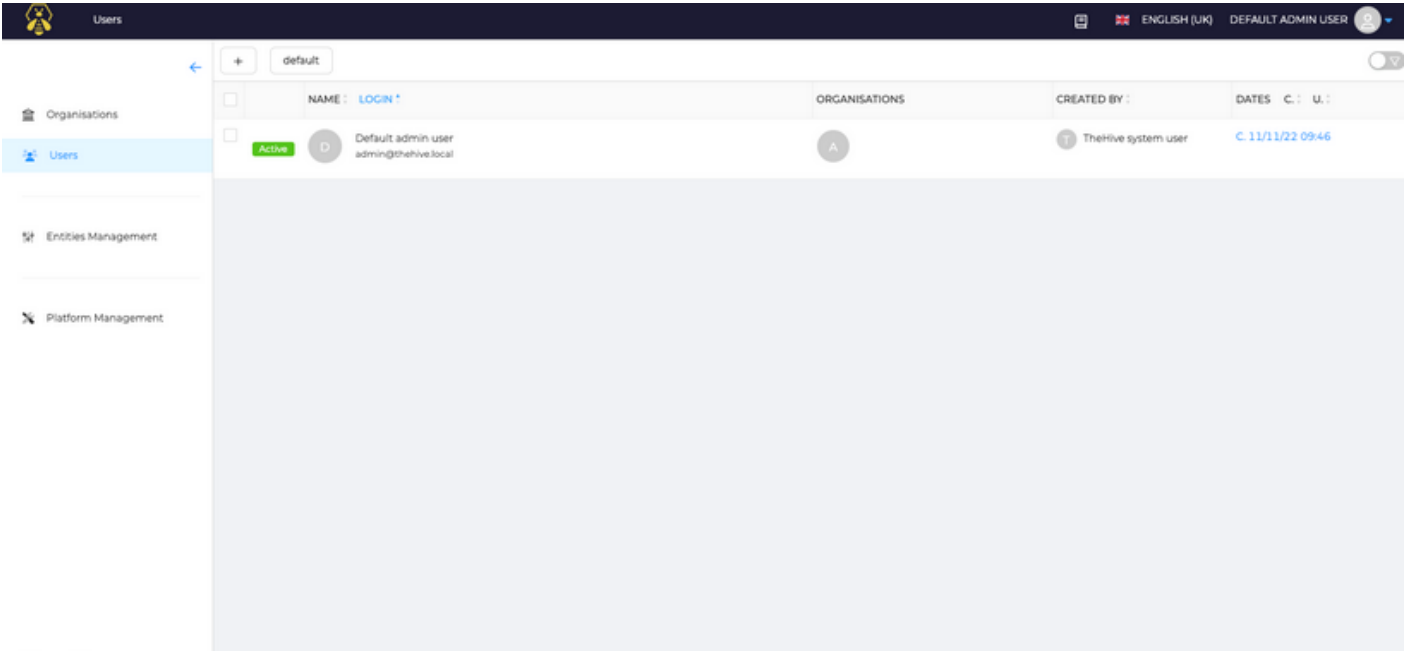 Users
ENGLISH (UK) DEFAULT ADMIN USER
+ default
Organisations
Users
Entities Management
Platform Management
NAME LOGIN ORGANISATIONS CREATED BY DATES C. U.
Active D Default admin user A T TheHive system user C. 11/11/22 09:46
admin@thehive.local